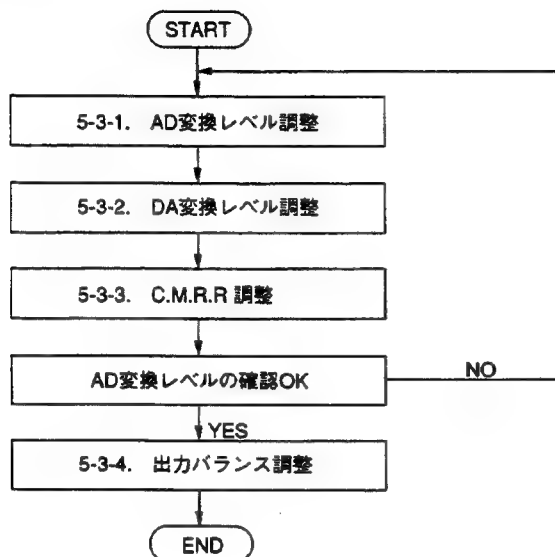 START
5-3-1. AD変換レベル調整
5-3-2. DA変換レベル調整
5-3-3. C.M.R.R 調整
AD変換レベルの確認OK
NO
YES
5-3-4. 出力バランス調整
END